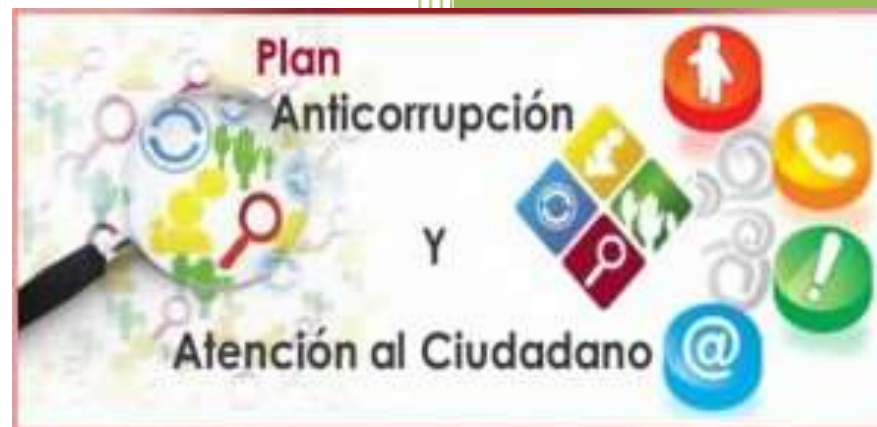 Plan
Anticorrupción
Y
Atención al Ciudadano
@